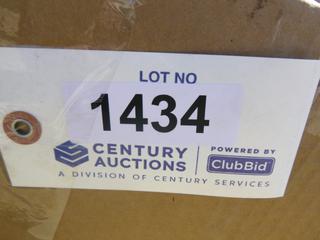 LOT NO
1434
CENTURY
AUCTIONS
POWERED BY
ClubBid
A DIVISION OF CENTURY SERVICES